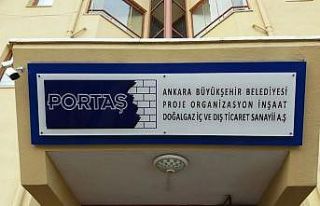 PORTAŞ
ANKARA BÜYÜKŞEHİR BELEDİYESİ
PROJE ORGANİZASYON İNŞAAT
DOĞALGAZ İÇ VE DIŞ TİCARET SANAYİİ A.Ş